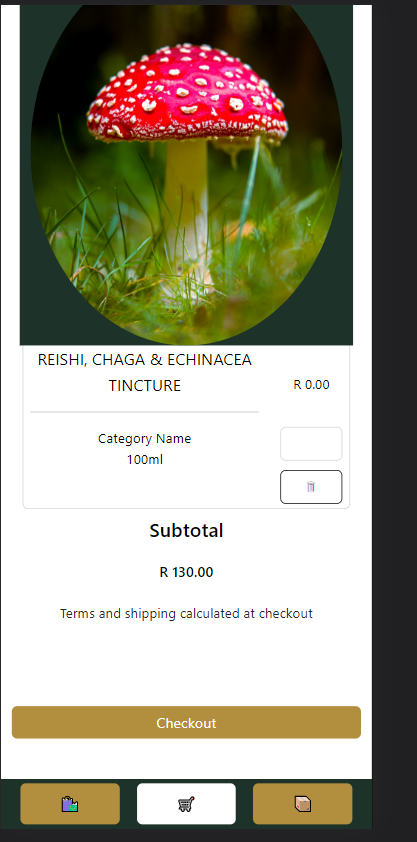 REISHI, CHAGA & ECHINACEA
TINCTURE
R 0.00
Category Name
100ml
Subtotal
R 130.00
Terms and shipping calculated at checkout
Checkout